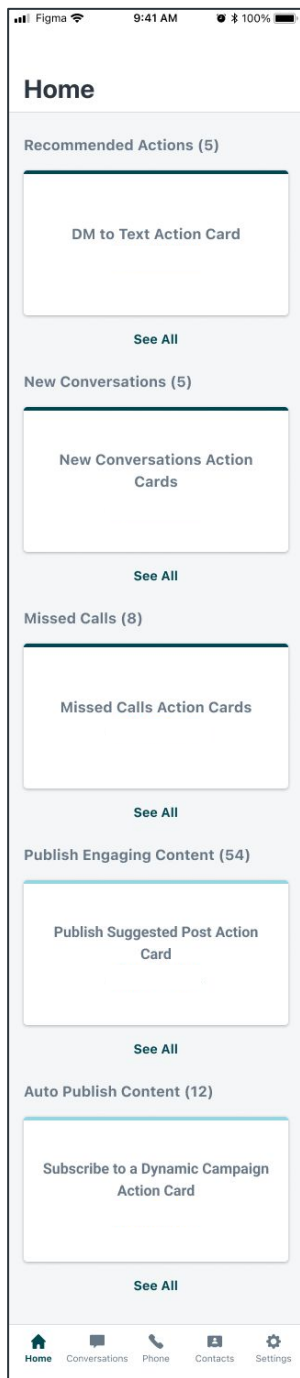 Figma 9:41 AM 100%
Home
Recommended Actions (5)
DM to Text Action Card
See All
New Conversations (5)
New Conversations Action
Cards
See All
Missed Calls (8)
Missed Calls Action Cards
See All
Publish Engaging Content (54)
Publish Suggested Post Action
Card
See All
Auto Publish Content (12)
Subscribe to a Dynamic Campaign
Action Card
See All
Home Conversations Phone Contacts Settings